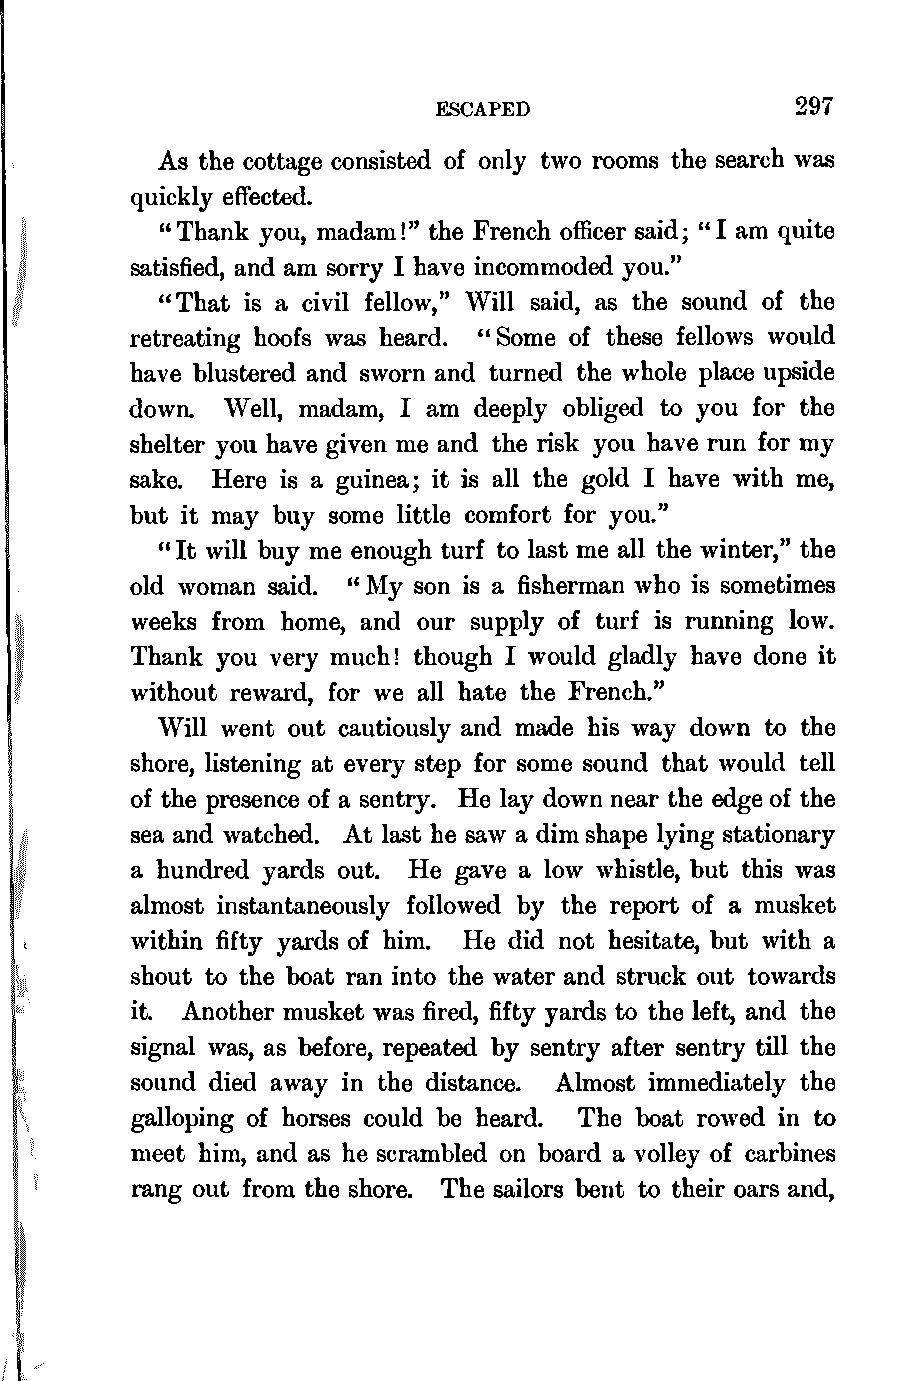 ESCAPED 297
As the cottage consisted of only two rooms the search was
quickly effected.
"Thank you, madam!" the French officer said; "I am quite
satisfied, and am sorry I have incommoded you."
"That is a civil fellow," Will said, as the sound of the
retreating hoofs was heard. "Some of these fellows would
have blustered and sworn and turned the whole place upside
down. Well, madam, I am deeply obliged to you for the
shelter you have given me and the risk you have run for my
sake. Here is a guinea; it is all the gold I have with me,
but it may buy some little comfort for you."
"It will buy me enough turf to last me all the winter," the
old woman said. "My son is a fisherman who is sometimes
weeks from home, and our supply of turf is running low.
Thank you very much! though I would gladly have done it
without reward, for we all hate the French."
Will went out cautiously and made his way down to the
shore, listening at every step for some sound that would tell
of the presence of a sentry. He lay down near the edge of the
sea and watched. At last he saw a dim shape lying stationary
a hundred yards out. He gave a low whistle, but this was
almost instantaneously followed by the report of a musket
within fifty yards of him. He did not hesitate, but with a
shout to the boat ran into the water and struck out towards
it. Another musket was fired, fifty yards to the left, and the
signal was, as before, repeated by sentry after sentry till the
sound died away in the distance. Almost immediately the
galloping of horses could be heard. The boat rowed in to
meet him, and as he scrambled on board a volley of carbines
rang out from the shore. The sailors bent to their oars and,